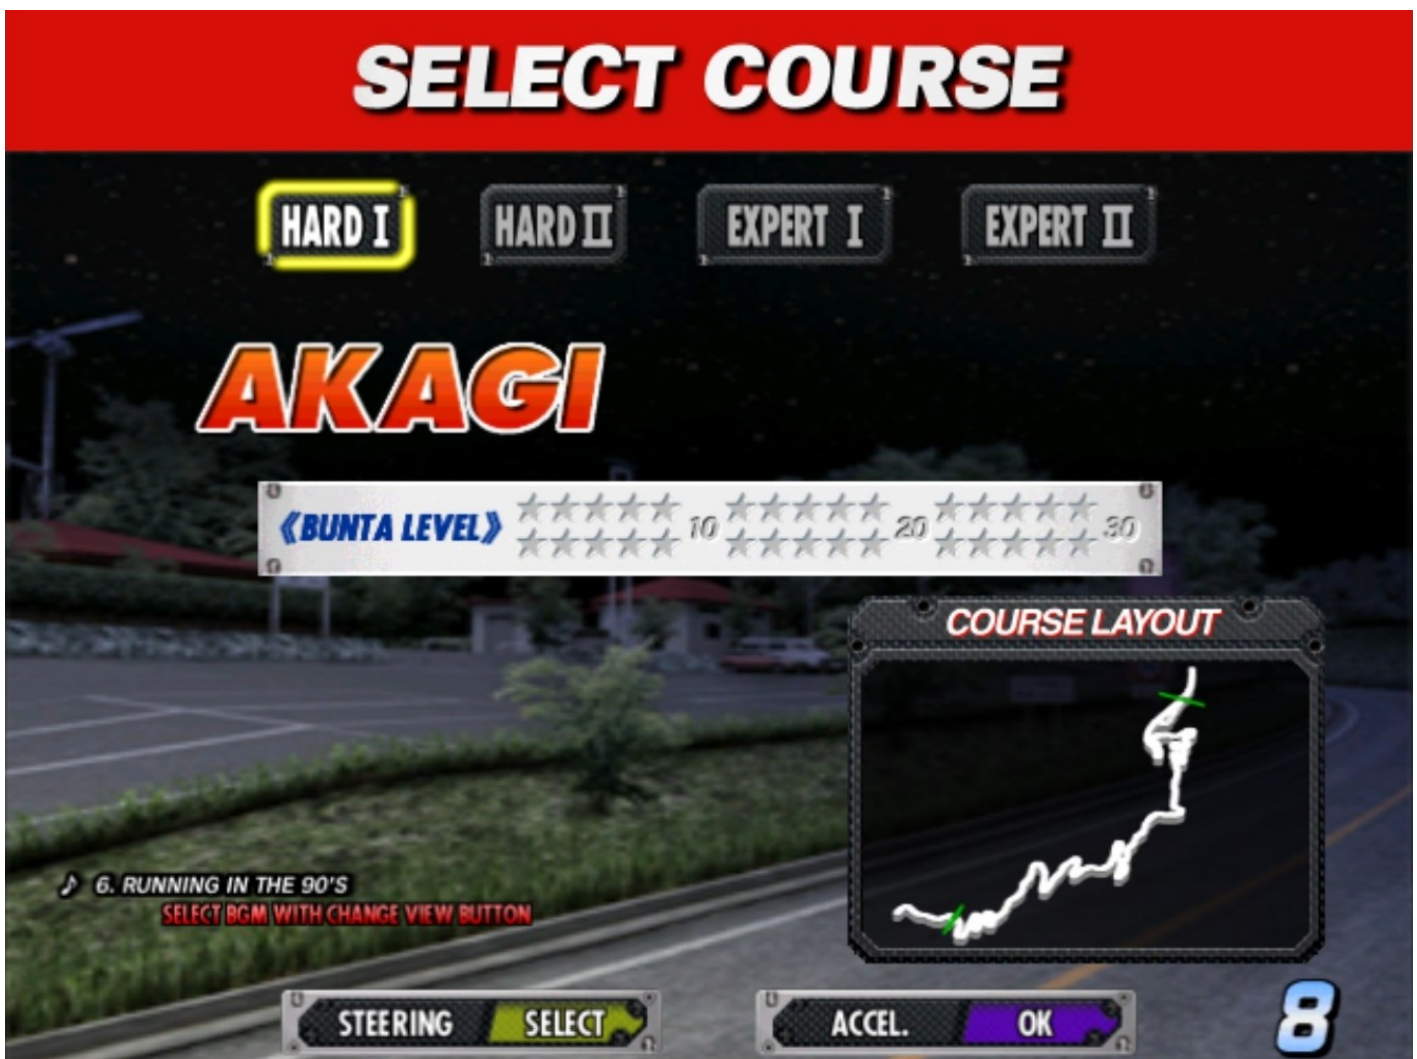 SELECT COURSE
HARD I
HARD II
EXPERT I
EXPERT II
AKAGI
《BUNTA LEVEL》 ★★★★★★★★★★ 10 ★★★★★★★★★★ 20 ★★★★★★★★★★ 30
COURSE LAYOUT
♪ 6. RUNNING IN THE 90'S
SELECT BGM WITH CHANGE VIEW BUTTON
STEERING SELECT
ACCEL. OK
8